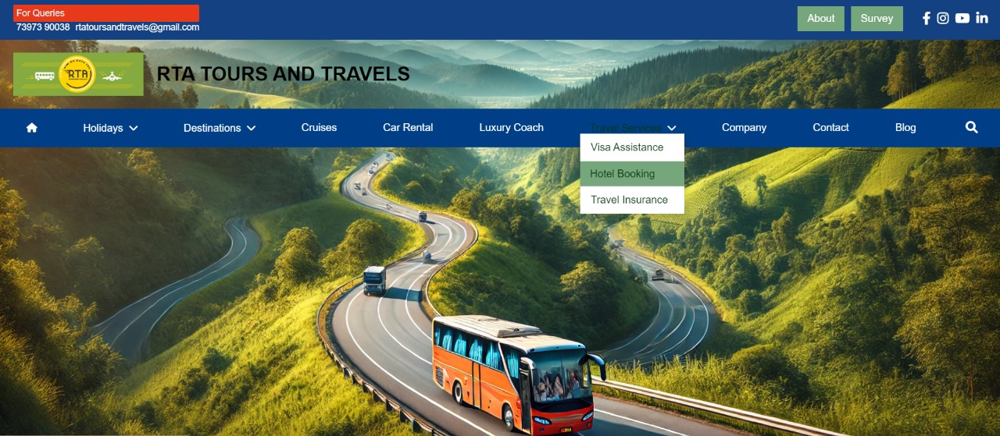 For Queries
73973 90038 rtatoursandtravels@gmail.com
About Survey
RTA
RTA TOURS AND TRAVELS
Holidays Destinations Cruises Car Rental Luxury Coach Travel Services Company Contact Blog
Visa Assistance
Hotel Booking
Travel Insurance